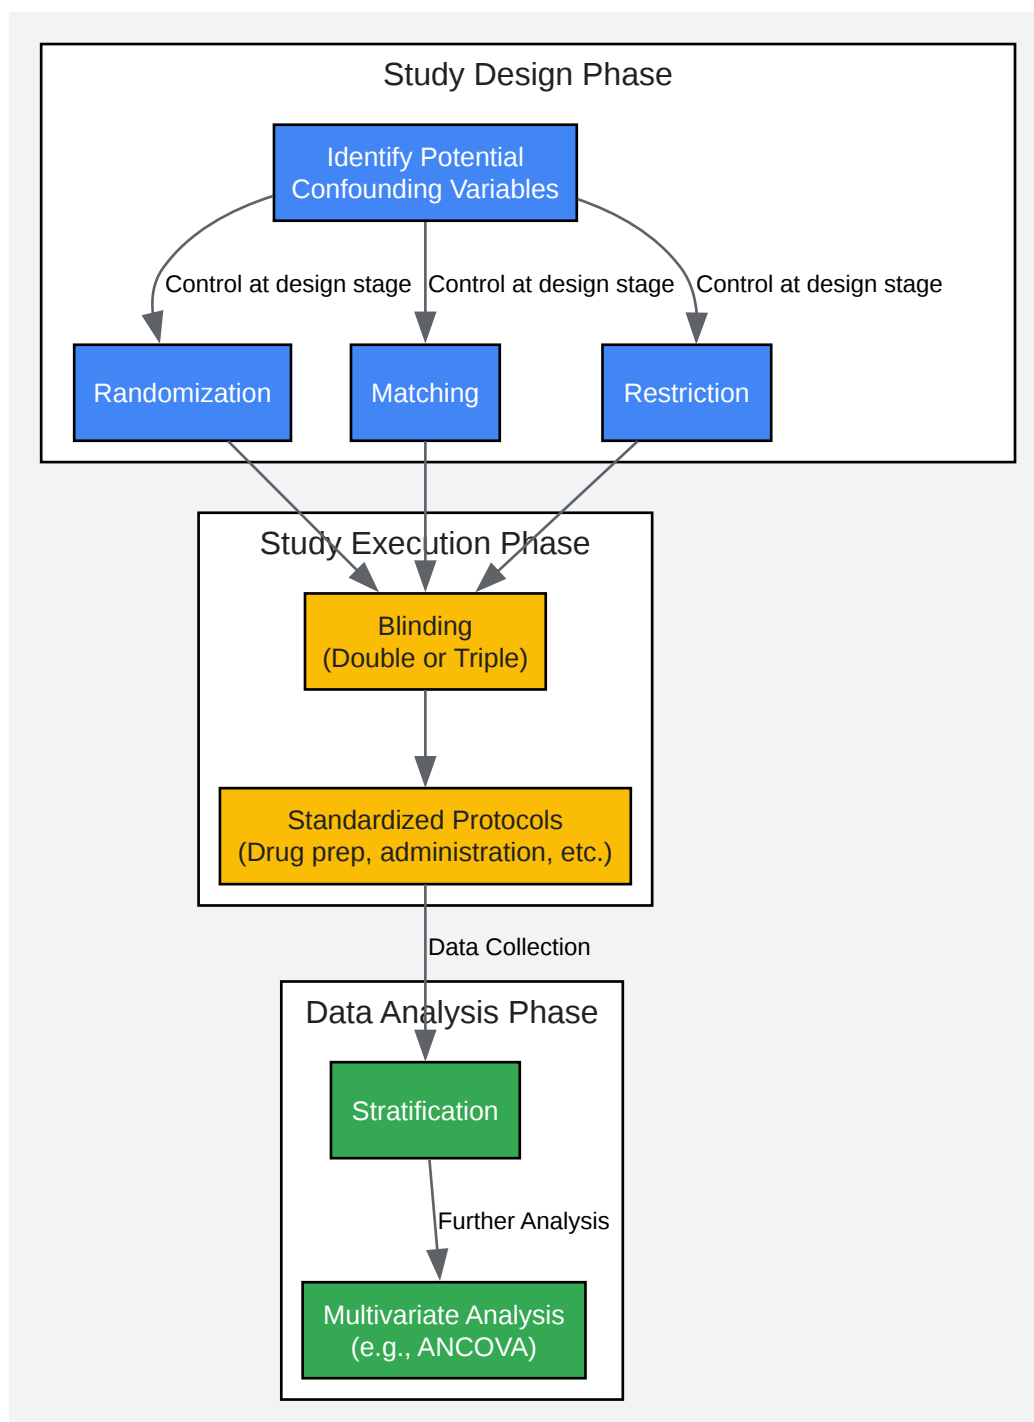 Study Design Phase
Identify Potential
Confounding Variables
Control at design stage
Control at design stage
Control at design stage
Randomization
Matching
Restriction
Study Execution Phase
Blinding
(Double or Triple)
Standardized Protocols
(Drug prep, administration, etc.)
Data Collection
Data Analysis Phase
Stratification
Further Analysis
Multivariate Analysis
(e.g., ANCOVA)